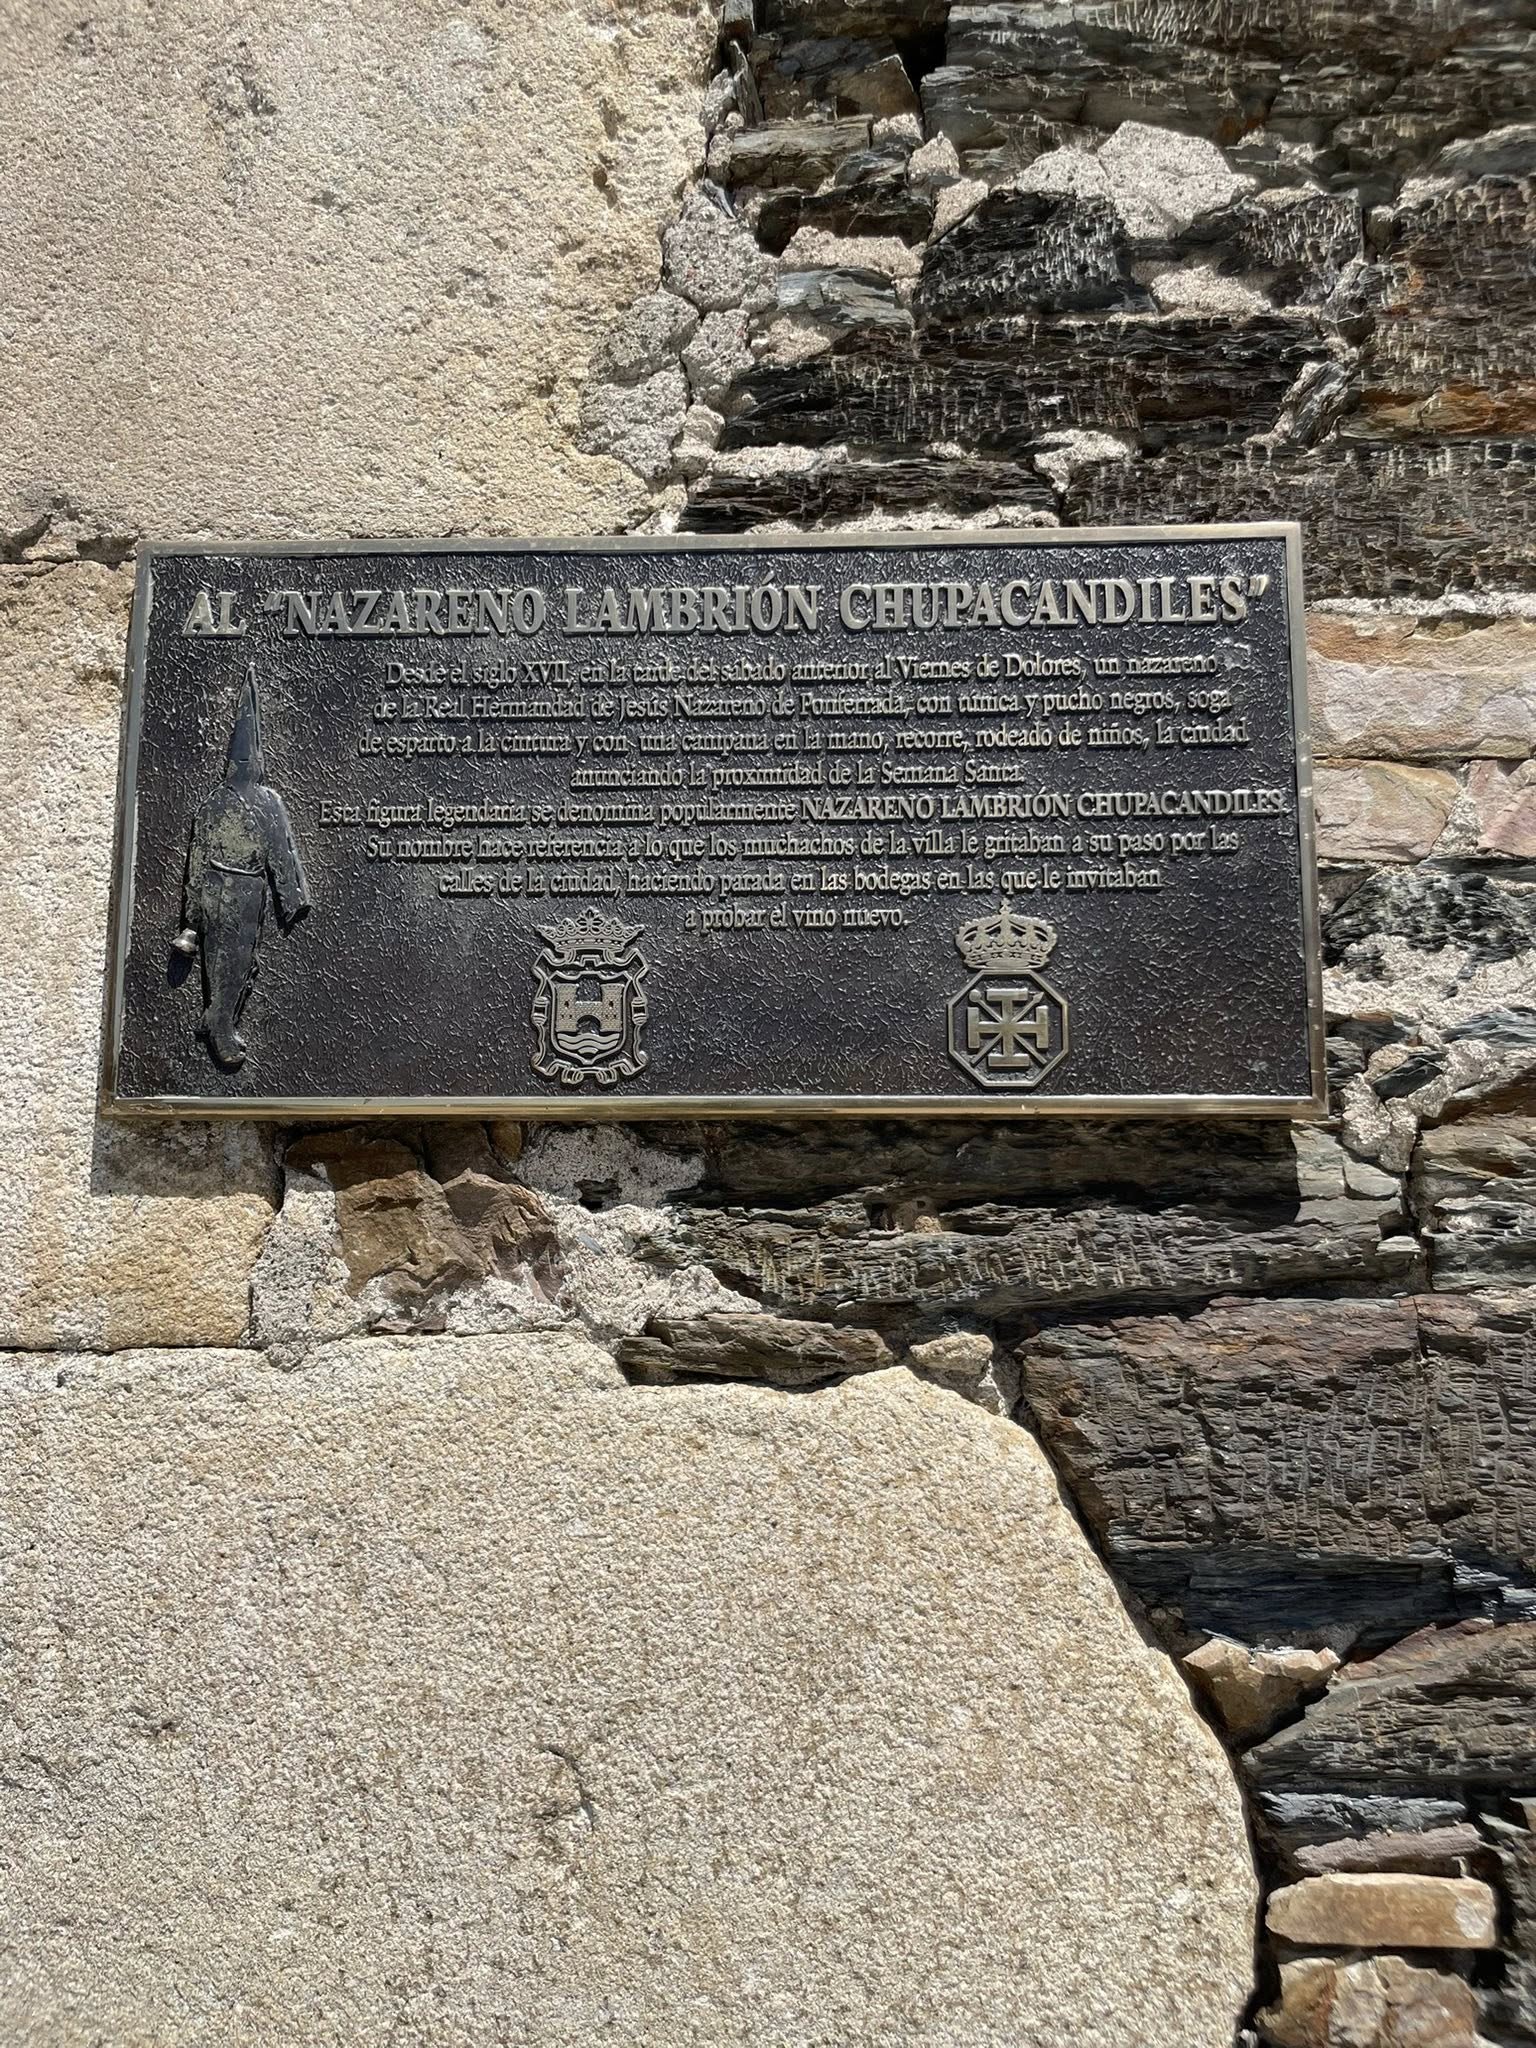 AL "NAZARENO LAMBRIÓN CHUPACANDILES"
Desde el siglo XVII, en la tarde del sábado anterior al Viernes de Dolores, un nazareno
de la Real Hermandad de Jesús Nazareno de Ponferrada, con túnica y pucho negros, soga
de esparto a la cintura y con una campana en la mano, recorre, rodeado de niños, la ciudad
anunciando la proximidad de la Semana Santa.
Esta figura legendaria se denomina popularmente NAZARENO LAMBRIÓN CHUPACANDILES.
Su nombre hace referencia a lo que los muchachos de la villa le gritaban a su paso por las
calles de la ciudad, haciendo parada en las bodegas en las que le invitaban
a probar el vino nuevo.